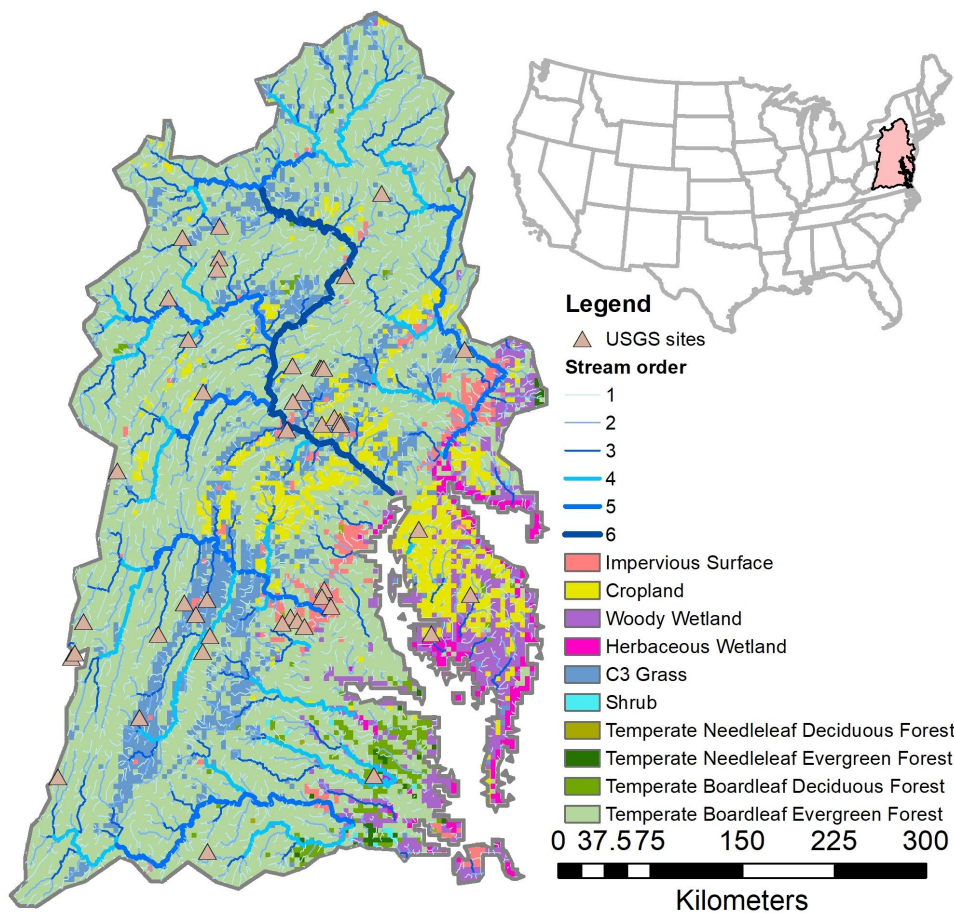 Legend
USGS sites
Stream order
1
2
3
4
5
6
Impervious Surface
Cropland
Woody Wetland
Herbaceous Wetland
C3 Grass
Shrub
Temperate Needleleaf Deciduous Forest
Temperate Needleleaf Evergreen Forest
Temperate Boardleaf Deciduous Forest
Temperate Boardleaf Evergreen Forest
0 37.575 150 225 300
Kilometers